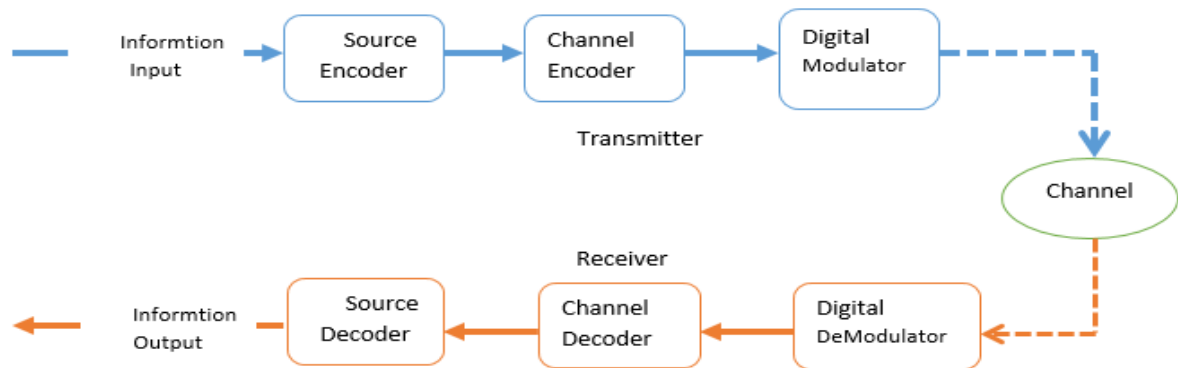 Informtion
Input
Source
Encoder
Channel
Encoder
Digital
Modulator
Transmitter
Channel
Receiver
Informtion
Output
Source
Decoder
Channel
Decoder
Digital
DeModulator